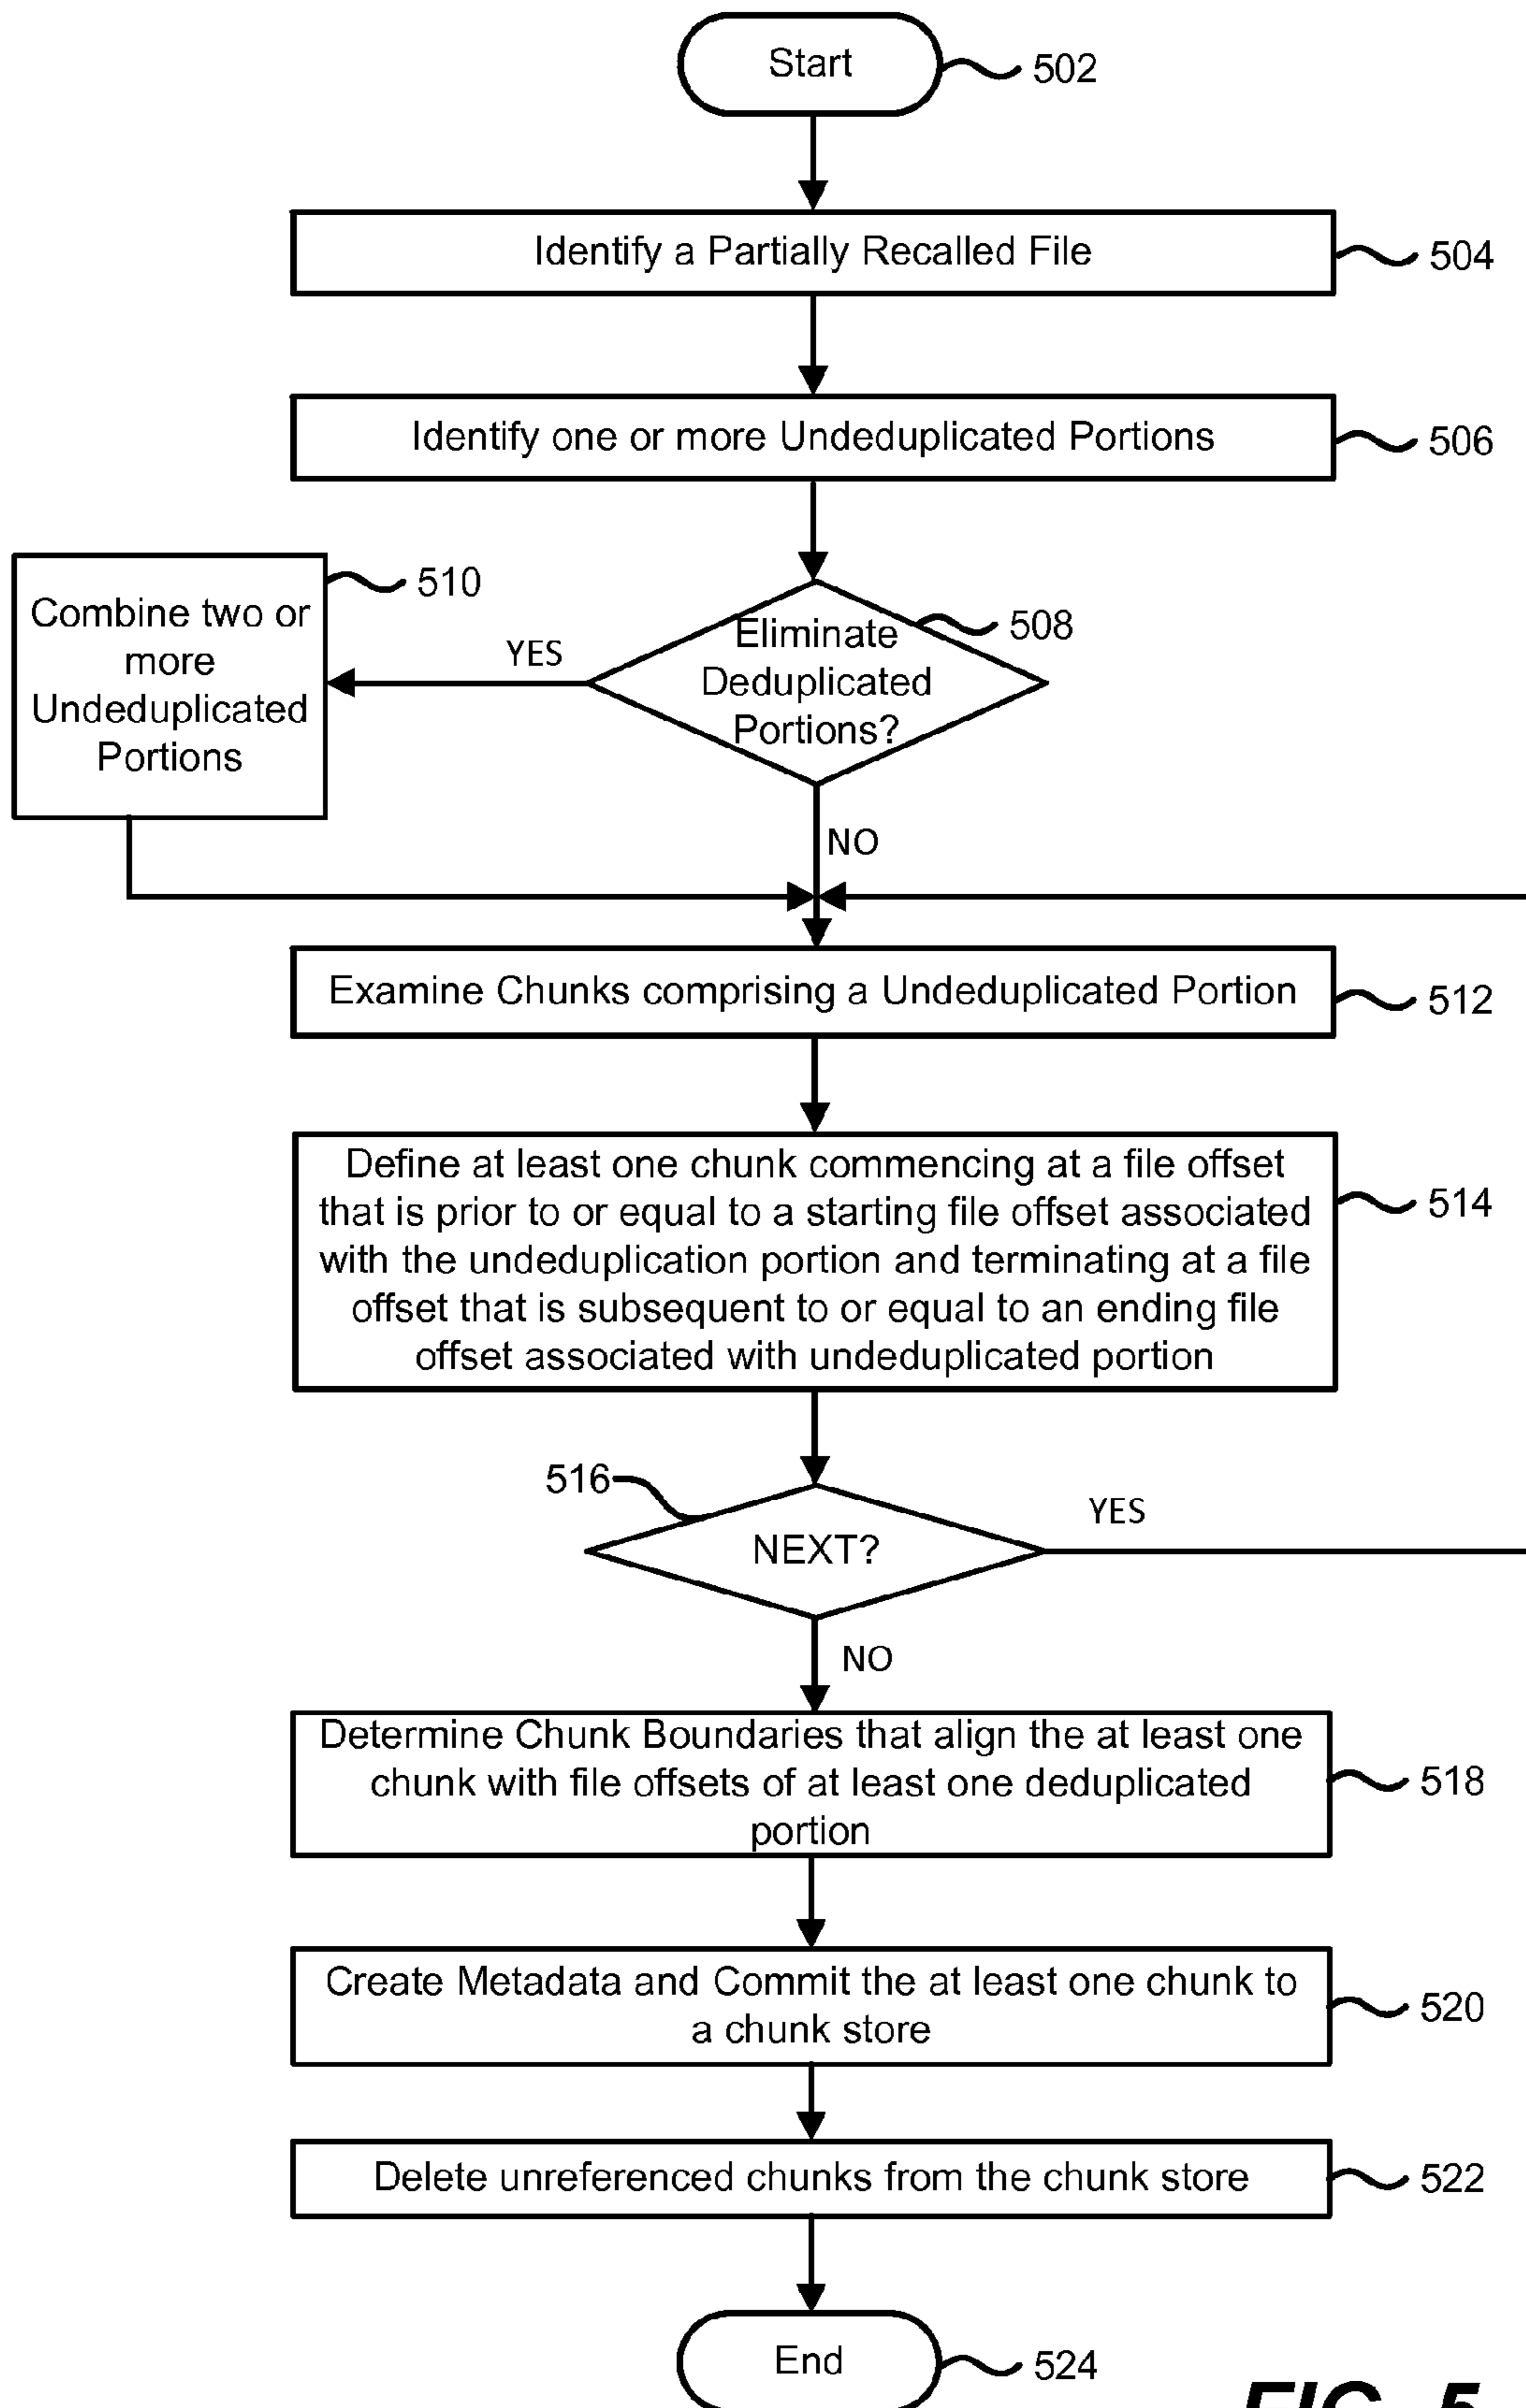 Start
502
Identify a Partially Recalled File
504
Identify one or more Undeduplicated Portions
506
510
Combine two or
more
Undeduplicated
Portions
YES
508
Eliminate
Deduplicated
Portions?
NO
Examine Chunks comprising a Undeduplicated Portion
512
Define at least one chunk commencing at a file offset
that is prior to or equal to a starting file offset associated
with the undeduplication portion and terminating at a file
offset that is subsequent to or equal to an ending file
offset associated with undeduplicated portion
514
516
NEXT?
YES
NO
Determine Chunk Boundaries that align the at least one
chunk with file offsets of at least one deduplicated
portion
518
Create Metadata and Commit the at least one chunk to
a chunk store
520
Delete unreferenced chunks from the chunk store
522
End
524
FIG. 5